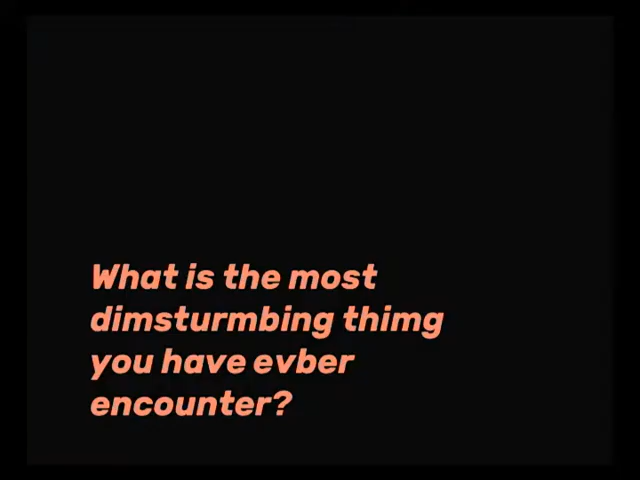 What is the most
dimsturmbing thimg
you have evber
encounter?